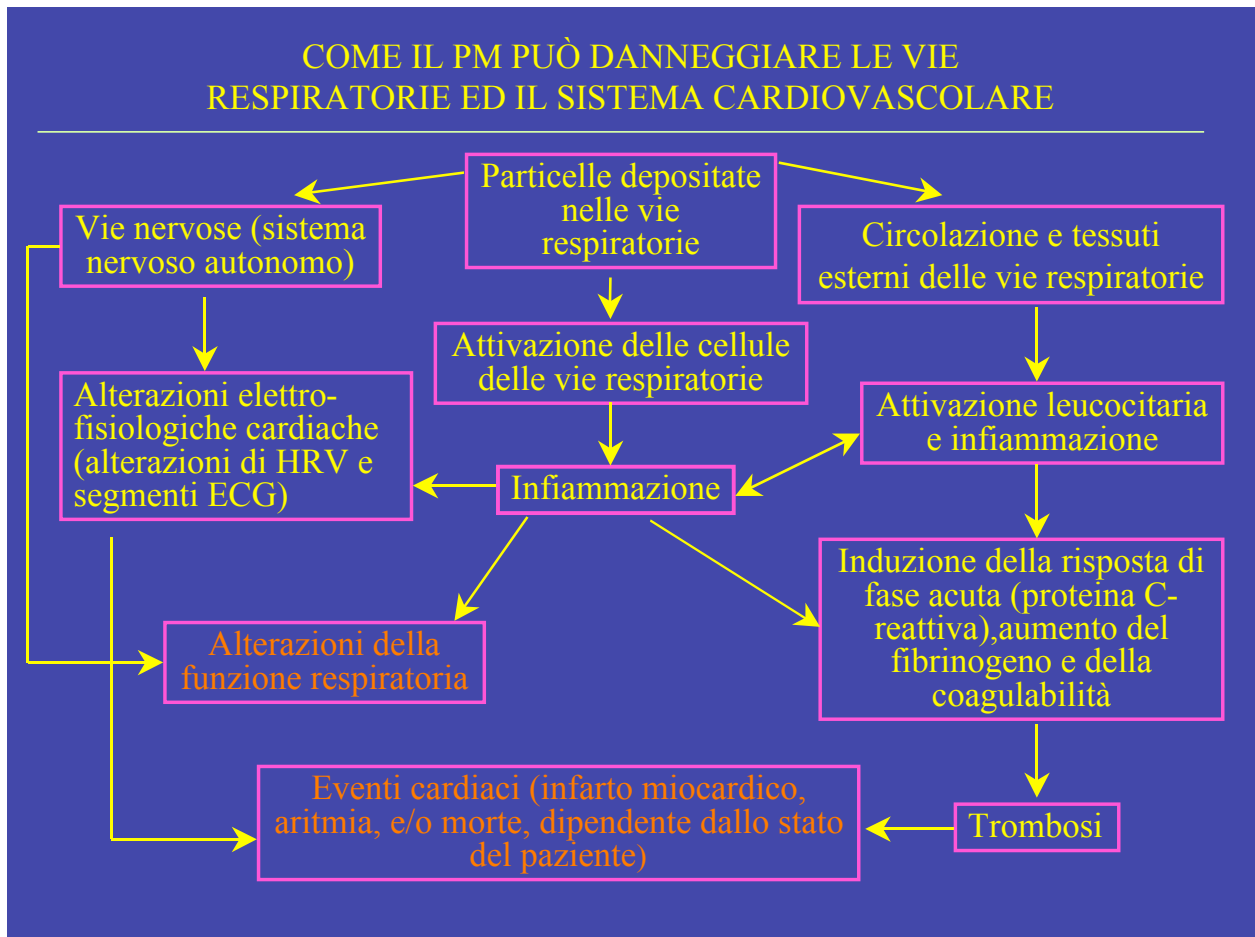 COME IL PM PUÒ DANNEGGIARE LE VIE
RESPIRATORIE ED IL SISTEMA CARDIOVASCOLARE
Particelle depositate
nelle vie
respiratorie
Vie nervose (sistema
nervoso autonomo)
Circolazione e tessuti
esterni delle vie respiratorie
Attivazione delle cellule
delle vie respiratorie
Alterazioni elettro-
fisiologiche cardiache
(alterazioni di HRV e
segmenti ECG)
Attivazione leucocitaria
e infiammazione
Infiammazione
Induzione della risposta di
fase acuta (proteina C-
reattiva),aumento del
fibrinogeno e della
coagulabilità
Alterazioni della
funzione respiratoria
Eventi cardiaci (infarto miocardico,
aritmia, e/o morte, dipendente dallo stato
del paziente)
Trombosi